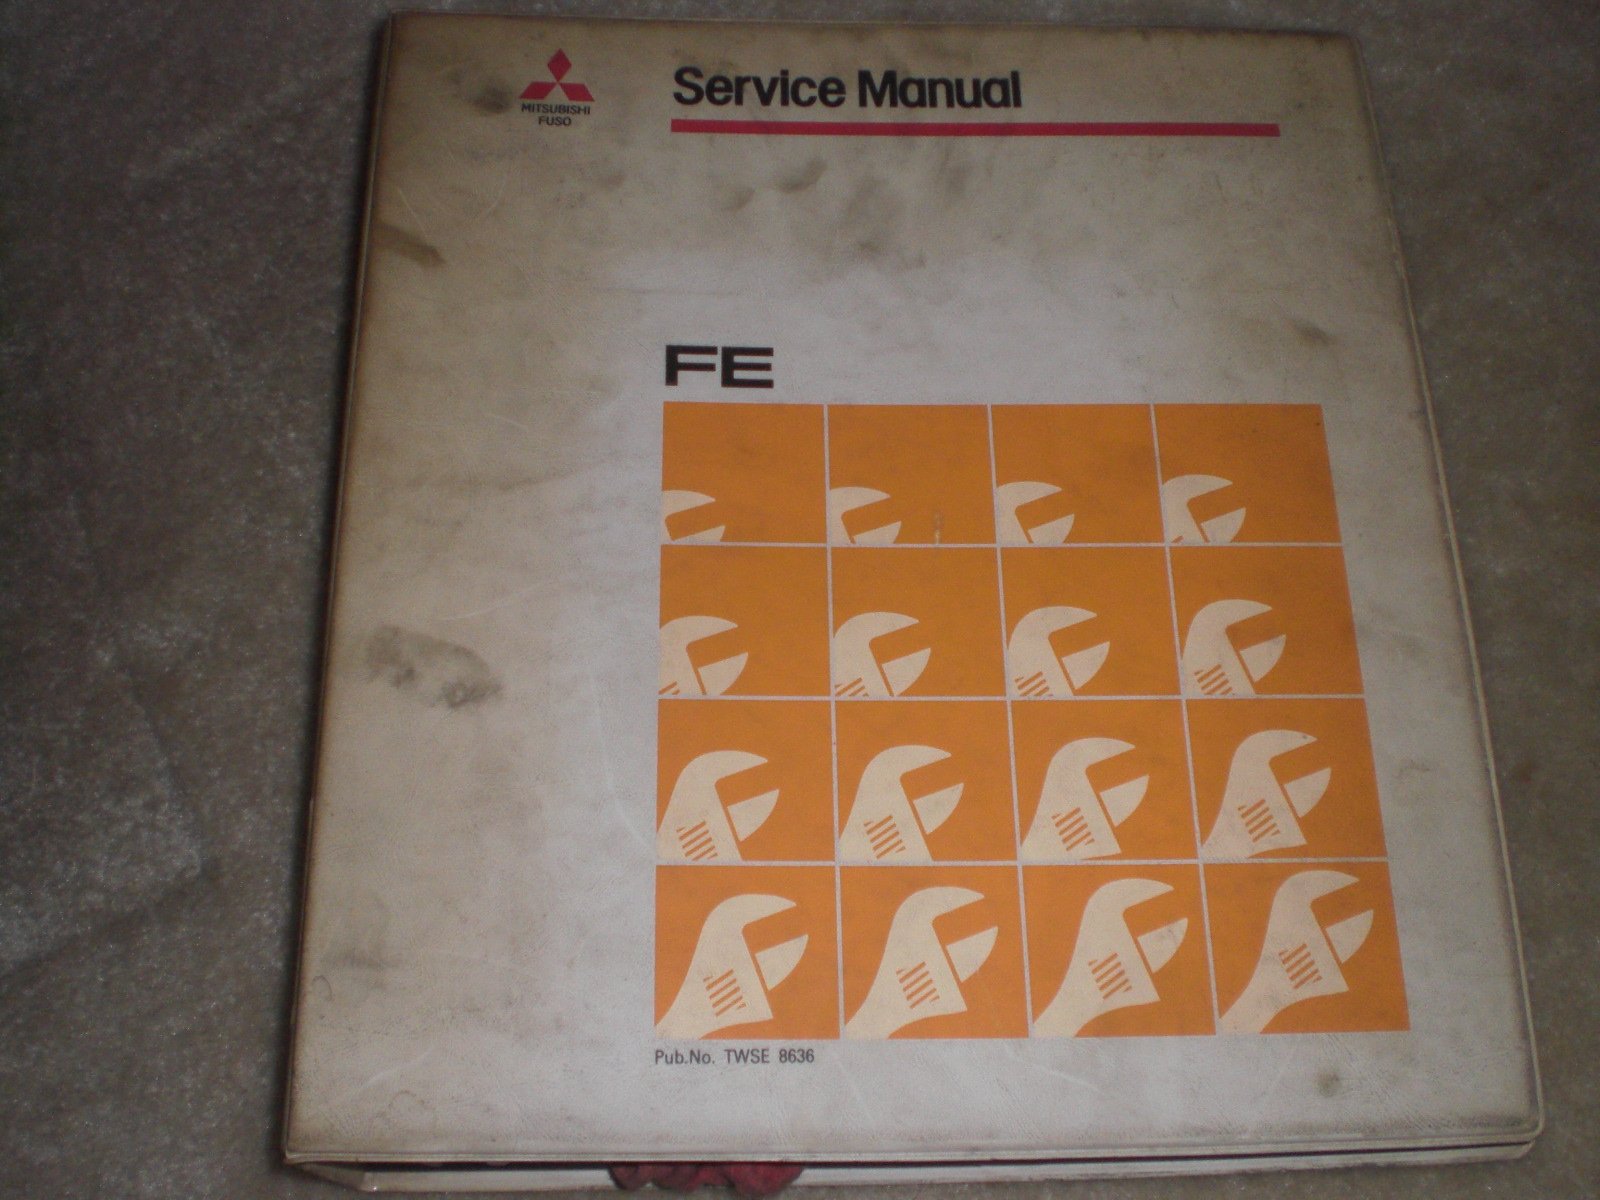 MITSUBISHI
FUSO
Service Manual
FE
Pub.No. TWSE 8636